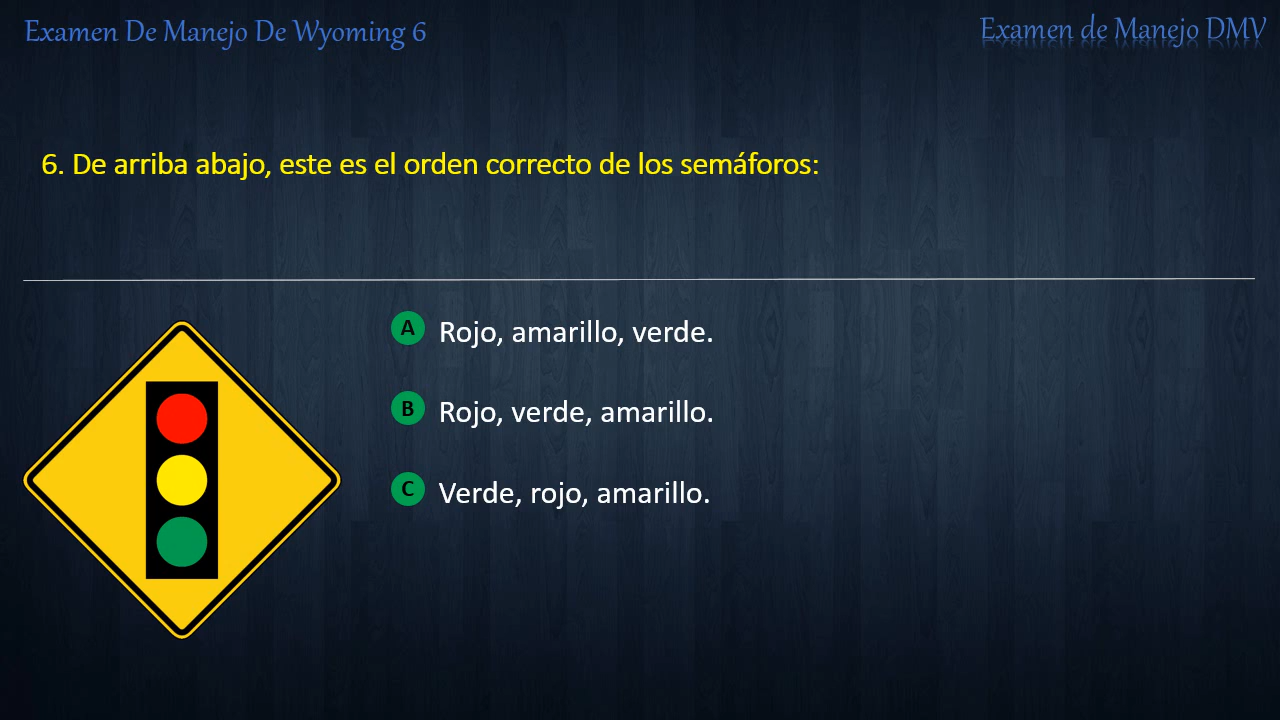 Examen De Manejo De Wyoming 6
Examen de Manejo DMV
6. De arriba abajo, este es el orden correcto de los semáforos:
A Rojo, amarillo, verde.
B Rojo, verde, amarillo.
C Verde, rojo, amarillo.